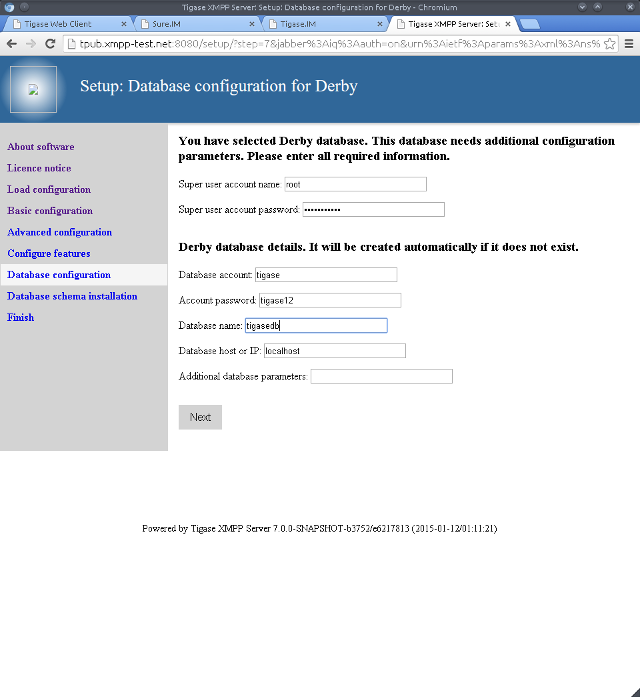 Tigase XMPP Server: Setup: Database configuration for Derby - Chromium
Tigase Web Client
Sure.IM
Tigase.IM
Tigase XMPP Server: Set
tpub.xmpp-test.net:8080/setup/?step=7&jabber%3Aiq%3Aauth=on&urn%3Aietf%3Aparams%3Axml%3Ans%
Setup: Database configuration for Derby
About software
Licence notice
Load configuration
Basic configuration
Advanced configuration
Configure features
Database configuration
Database schema installation
Finish
You have selected Derby database. This database needs additional configuration
parameters. Please enter all required information.
Super user account name: root
Super user account password: •••••••••••
Derby database details. It will be created automatically if it does not exist.
Database account: tigase
Account password: tigase12
Database name: tigasedb
Database host or IP: localhost
Additional database parameters:
Next
Powered by Tigase XMPP Server 7.0.0-SNAPSHOT-b3752/e6217813 (2015-01-12/01:11:21)